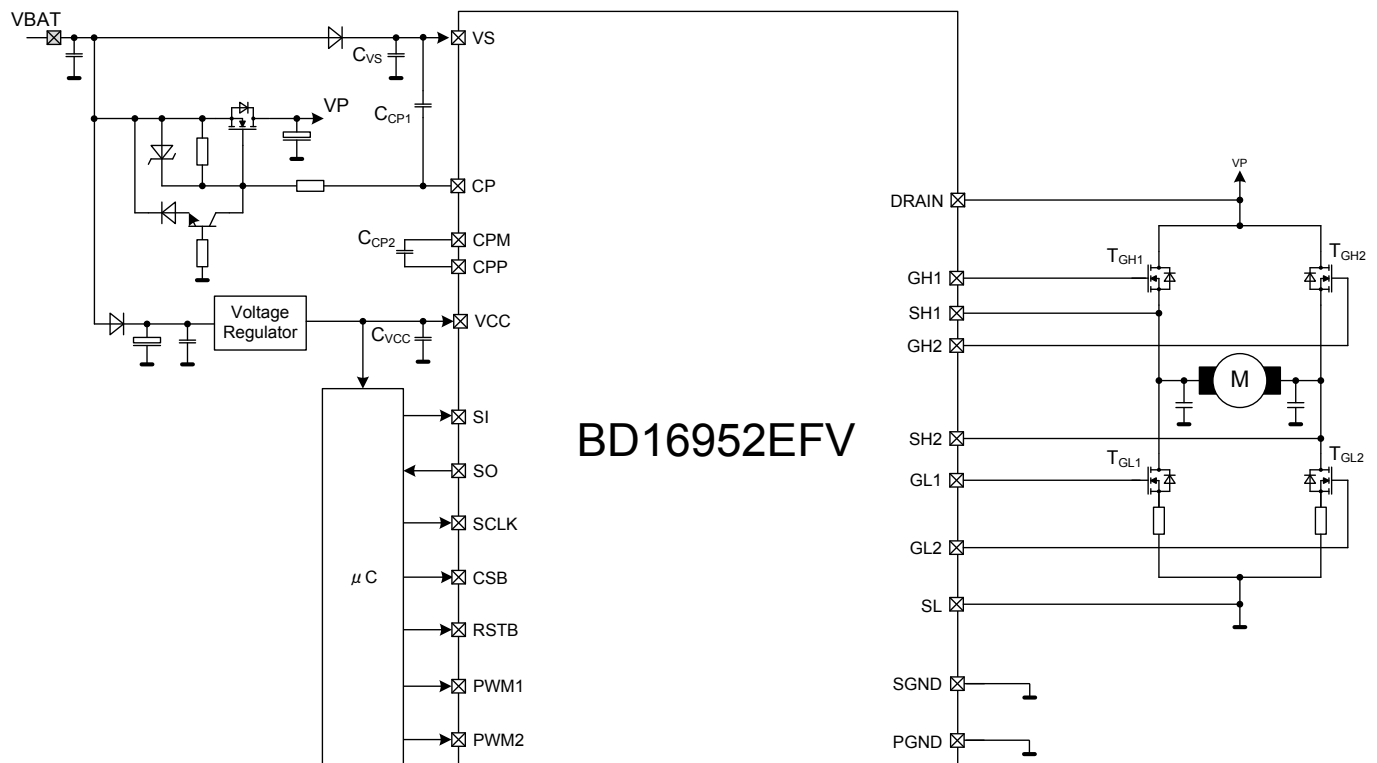 VBAT
VS
CVS
VP
CCP1
CP
CCP2
CPM
CPP
Voltage
Regulator
CVCC
VCC
μC
SI
SO
SCLK
CSB
RSTB
PWM1
PWM2
BD16952EFV
VP
DRAIN
TGH1
TGH2
GH1
SH1
GH2
M
SH2
TGL1
TGL2
GL1
GL2
SL
SGND
PGND